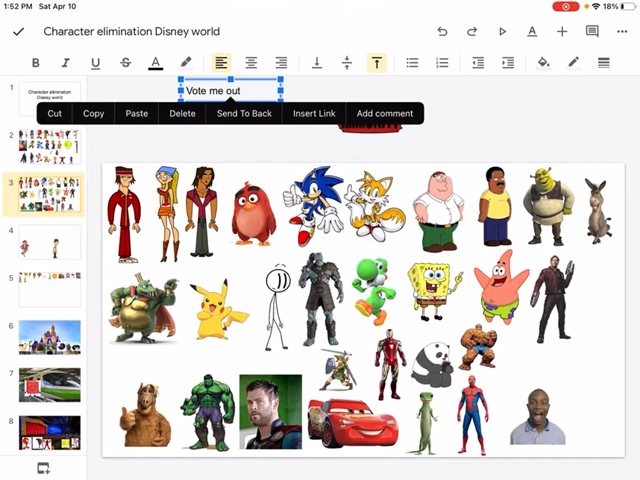 1:52 PM Sat Apr 10
18%
Character elimination Disney world
B I U S A
1
Character elimination
Disney world
Vote me out
Cut Copy Paste Delete Send To Back Insert Link Add comment
2
3
4
5
6
7
8